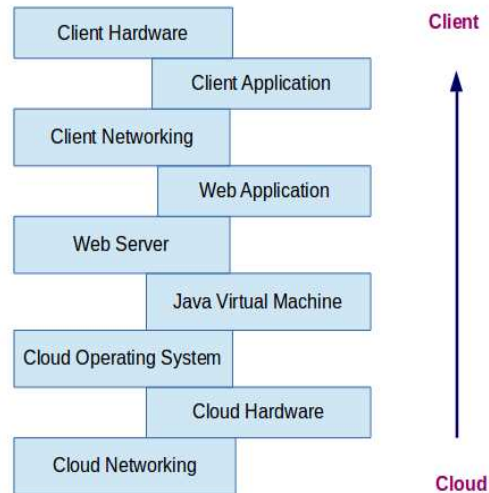 Client Hardware
Client
Client Application
Client Networking
Web Application
Web Server
Java Virtual Machine
Cloud Operating System
Cloud Hardware
Cloud Networking
Cloud